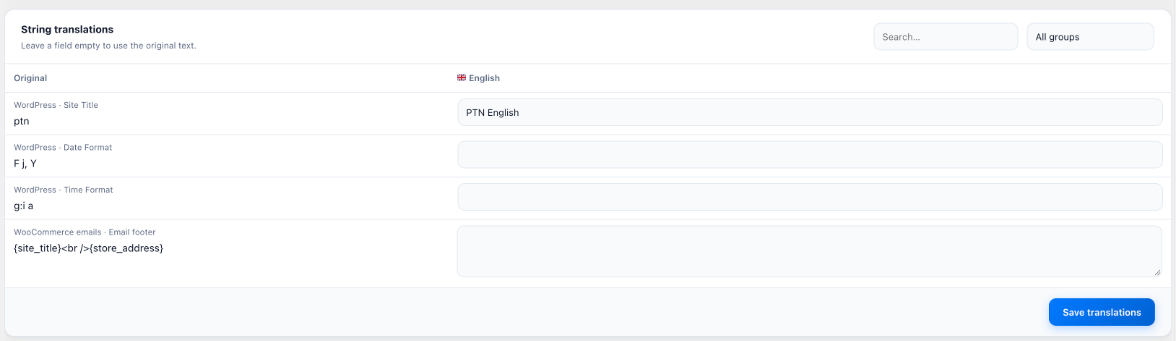 String translations
Leave a field empty to use the original text.
Search...
All groups
Original
English
WordPress · Site Title
ptn
PTN English
WordPress · Date Format
F j, Y
WordPress · Time Format
g:i a
WooCommerce emails · Email footer
{site_title}<br />{store_address}
Save translations